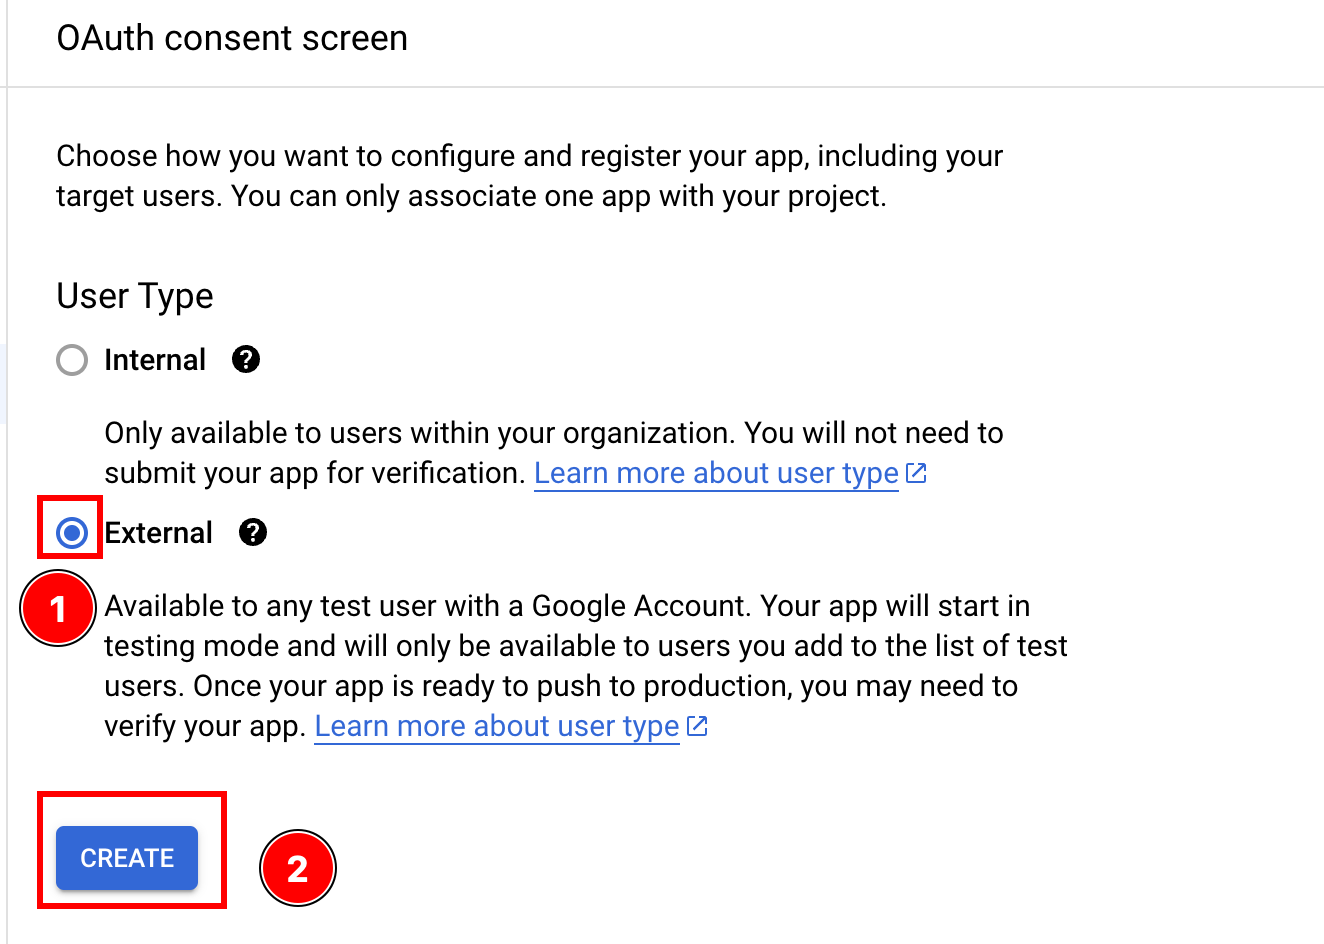 OAuth consent screen
Choose how you want to configure and register your app, including your
target users. You can only associate one app with your project.
User Type
Internal ?
Only available to users within your organization. You will not need to
submit your app for verification. Learn more about user type
External ?
1
Available to any test user with a Google Account. Your app will start in
testing mode and will only be available to users you add to the list of test
users. Once your app is ready to push to production, you may need to
verify your app. Learn more about user type
CREATE
2